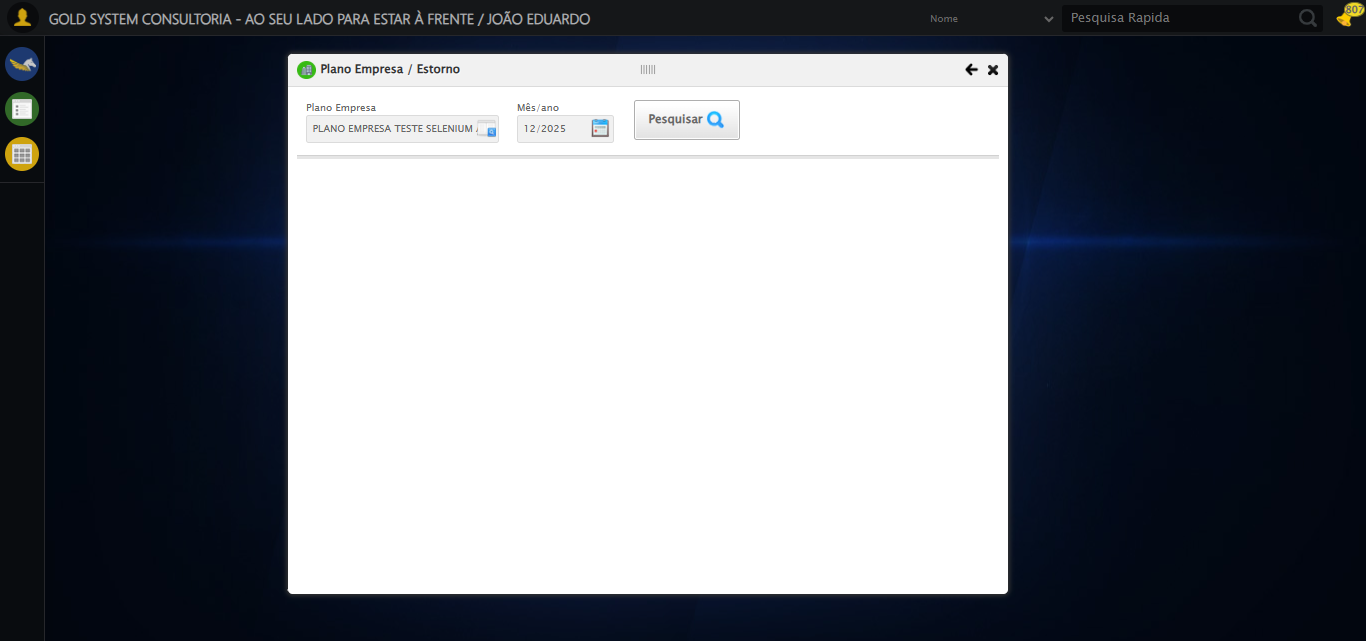 GOLD SYSTEM CONSULTORIA - AO SEU LADO PARA ESTAR À FRENTE / JOÃO EDUARDO
Nome
Pesquisa Rapida
807
Plano Empresa / Estorno
Plano Empresa
Mês/ano
PLANO EMPRESA TESTE SELENIUM
12/2025
Pesquisar